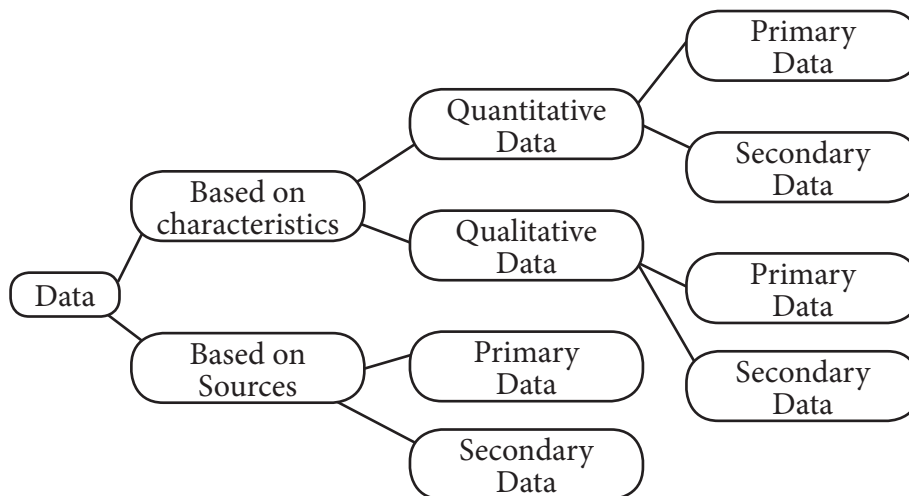 Primary
Data
Quantitative
Data
Secondary
Data
Based on
characteristics
Qualitative
Data
Primary
Data
Data
Based on
Sources
Primary
Data
Secondary
Data
Secondary
Data